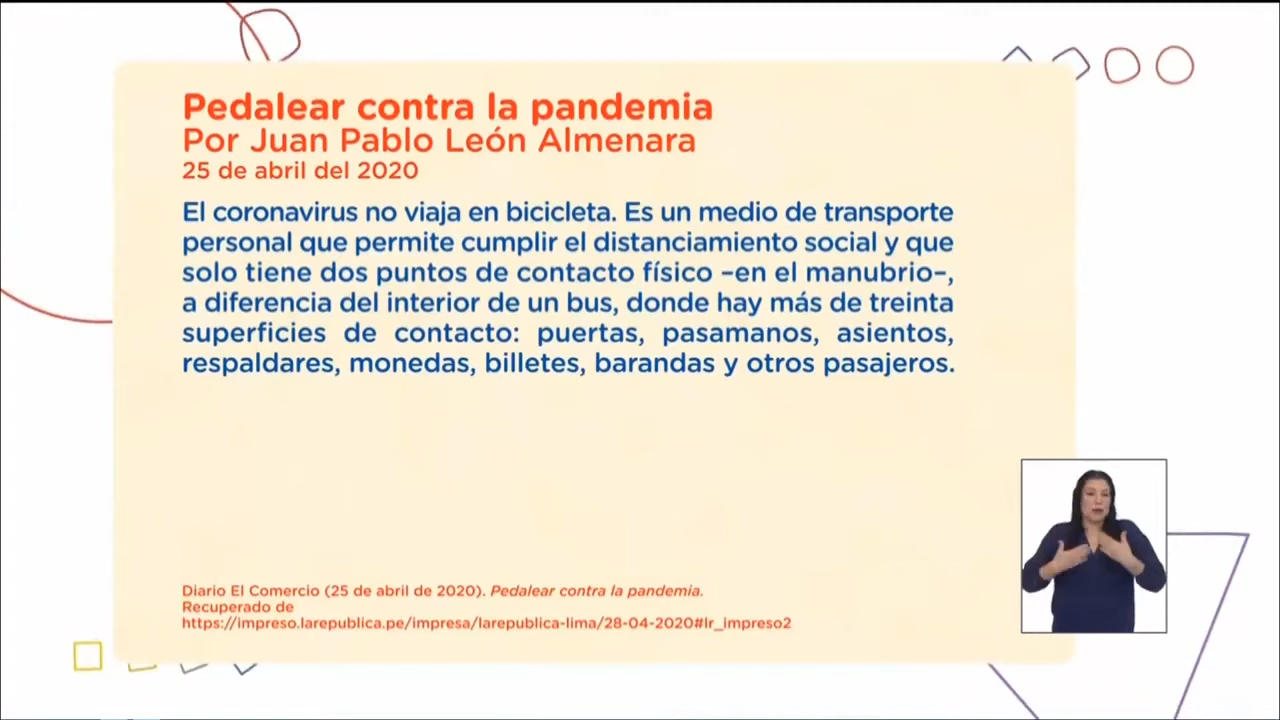 Pedalear contra la pandemia
Por Juan Pablo León Almenara
25 de abril del 2020
El coronavirus no viaja en bicicleta. Es un medio de transporte
personal que permite cumplir el distanciamiento social y que
solo tiene dos puntos de contacto físico –en el manubrio–,
a diferencia del interior de un bus, donde hay más de treinta
superficies de contacto: puertas, pasamanos, asientos,
respaldares, monedas, billetes, barandas y otros pasajeros.
Diario El Comercio (25 de abril de 2020). Pedalear contra la pandemia.
Recuperado de
https://impreso.larepublica.pe/impresa/larepublica-lima/28-04-2020#lr_impreso2